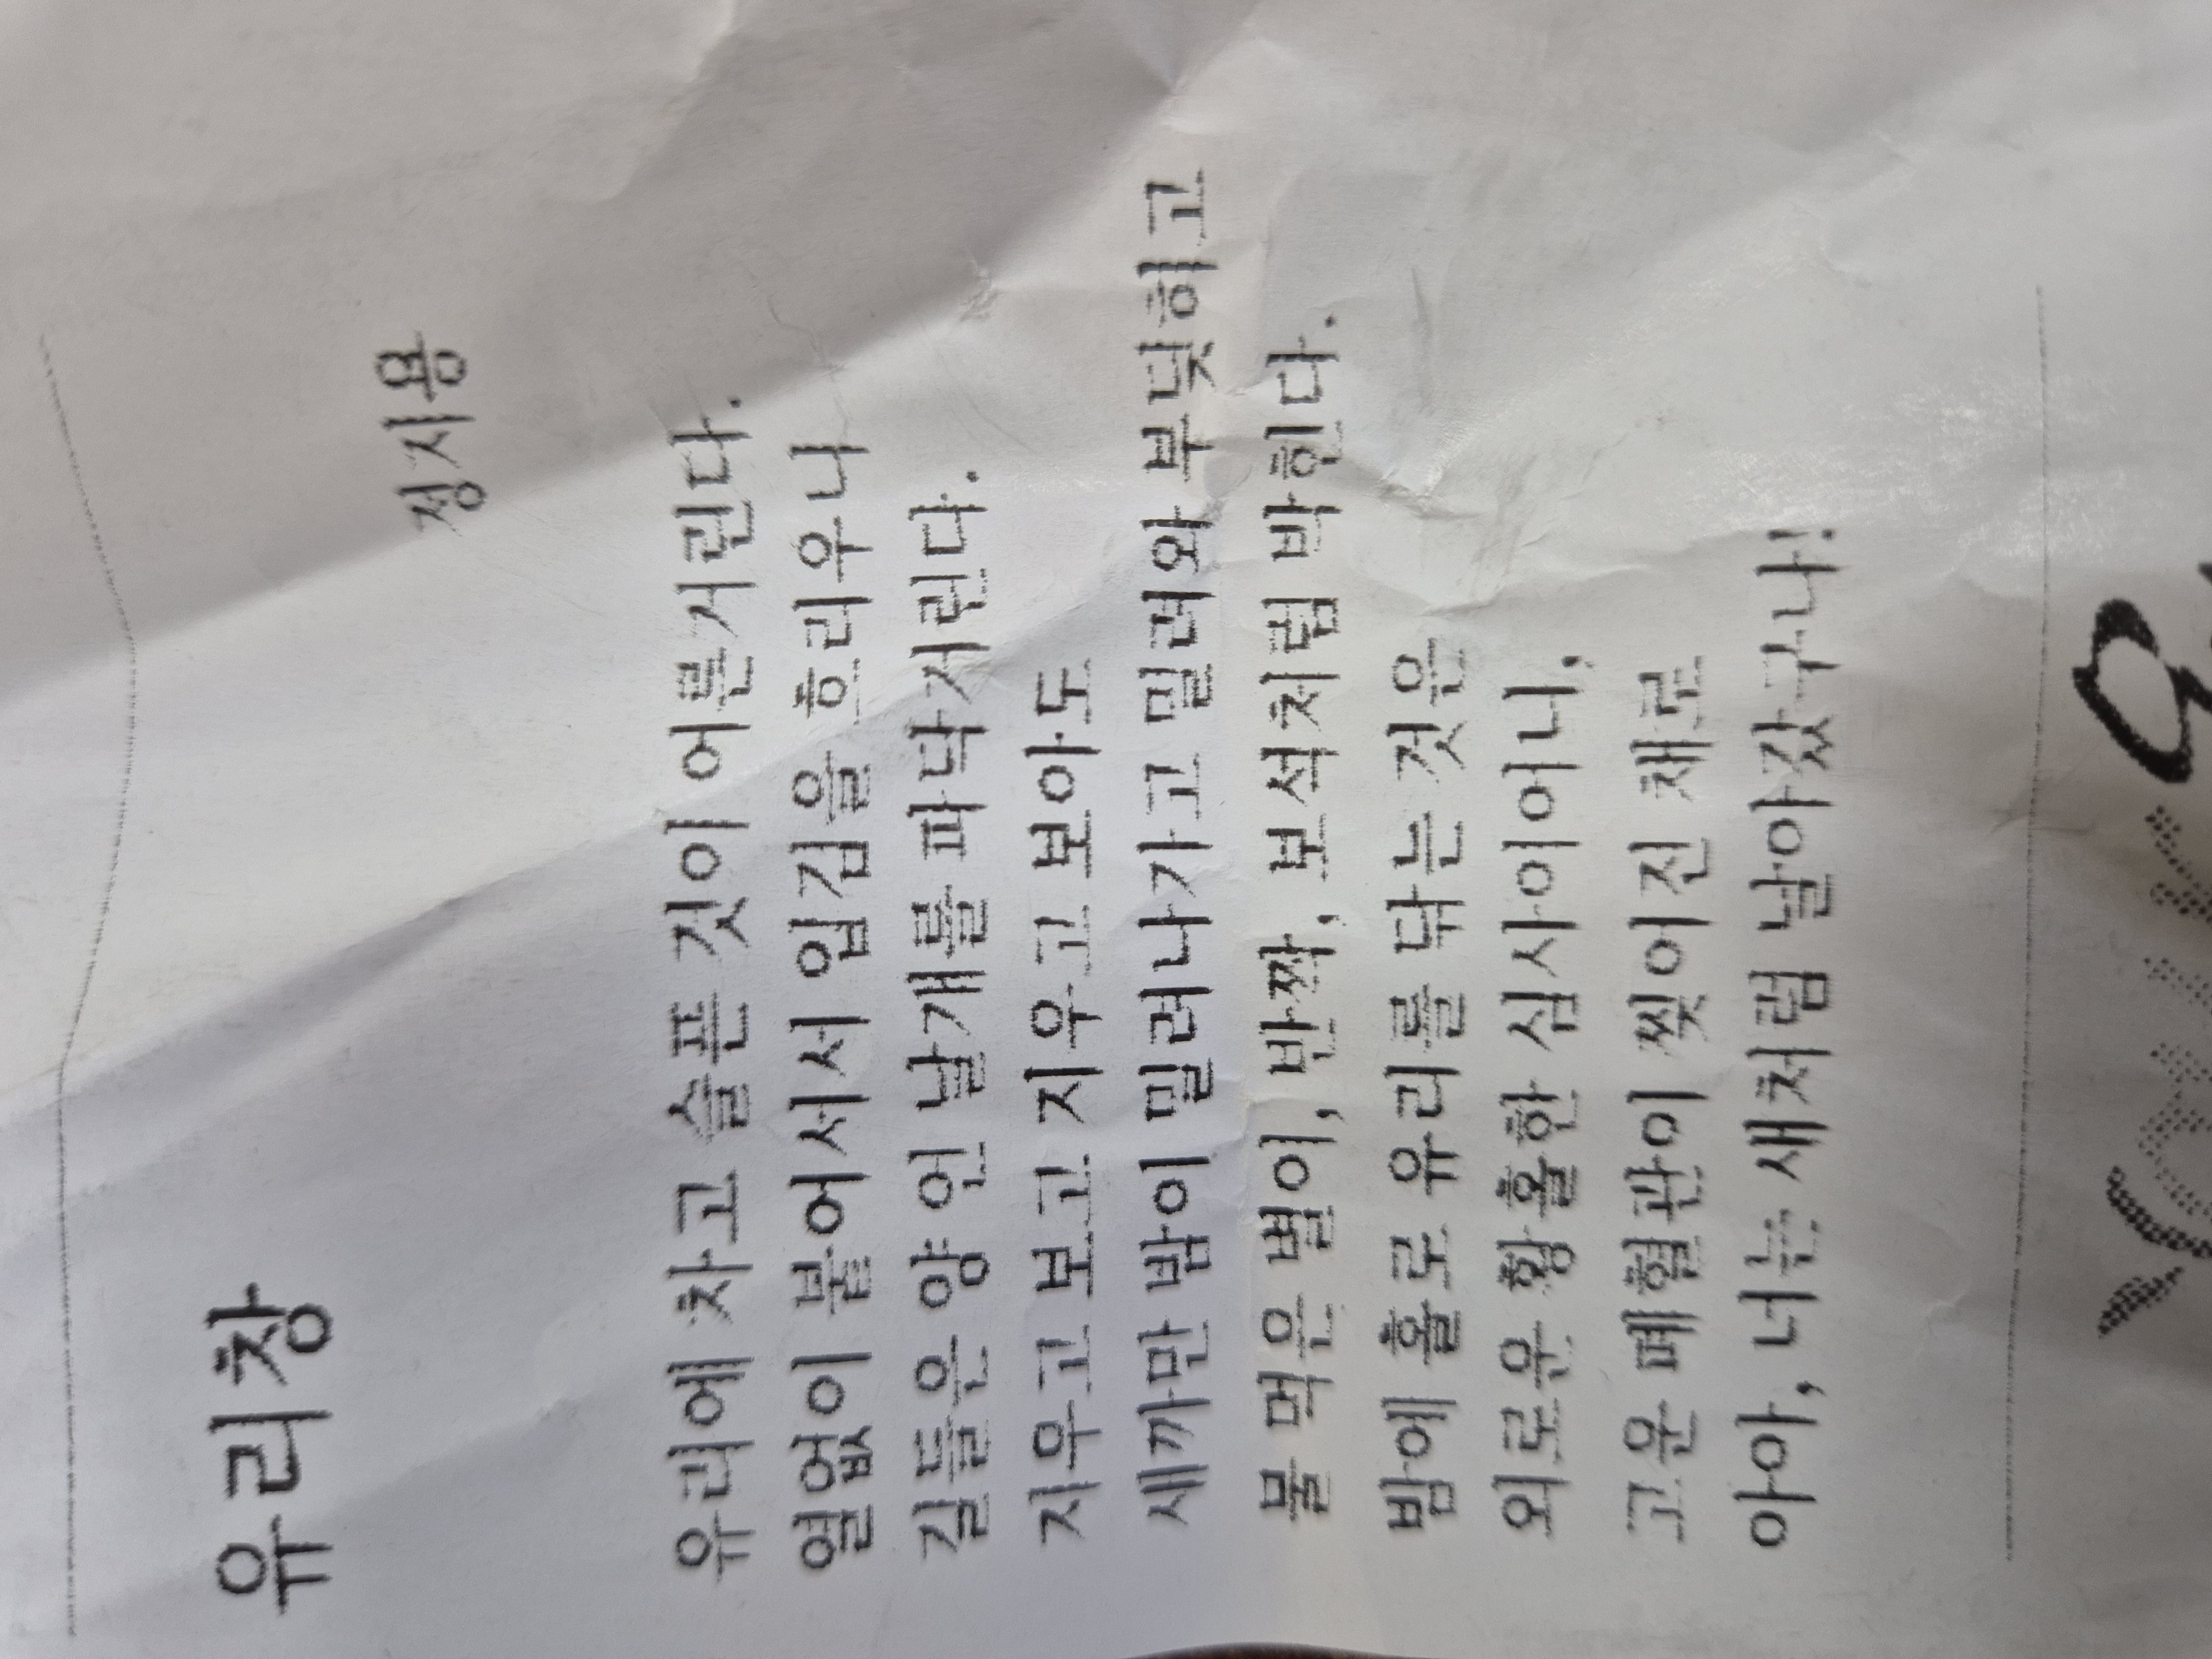 유리창
정지용
유리에 차고 슬픈 것이 어른거린다.
열없이 붙어서서 입김을 흐리우나
길들은 양 언 날개를 파닥거린다.
지우고 보고 지우고 보아도
새까만 밤이 밀려나가고 밀려와 부딪히고
물 먹은 별이, 반짝, 보석처럼 박힌다.
밤에 홀로 유리를 닦는 것은
외로운 황홀한 심사이어니,
고운 폐혈관이 찢어진 채로
아아, 너는 새처럼 날아갔구나!